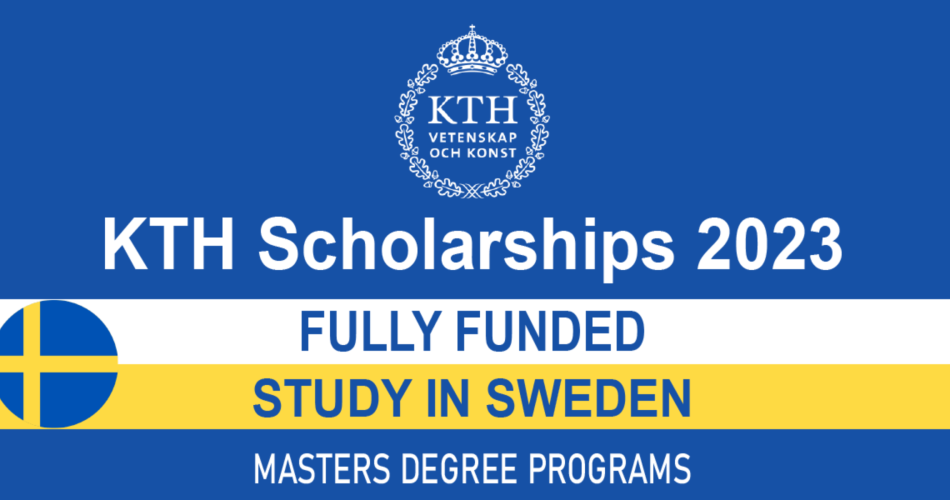 KTH
VETENSKAP
OCH KONST
KTH Scholarships 2023
FULLY FUNDED
STUDY IN SWEDEN
MASTERS DEGREE PROGRAMS